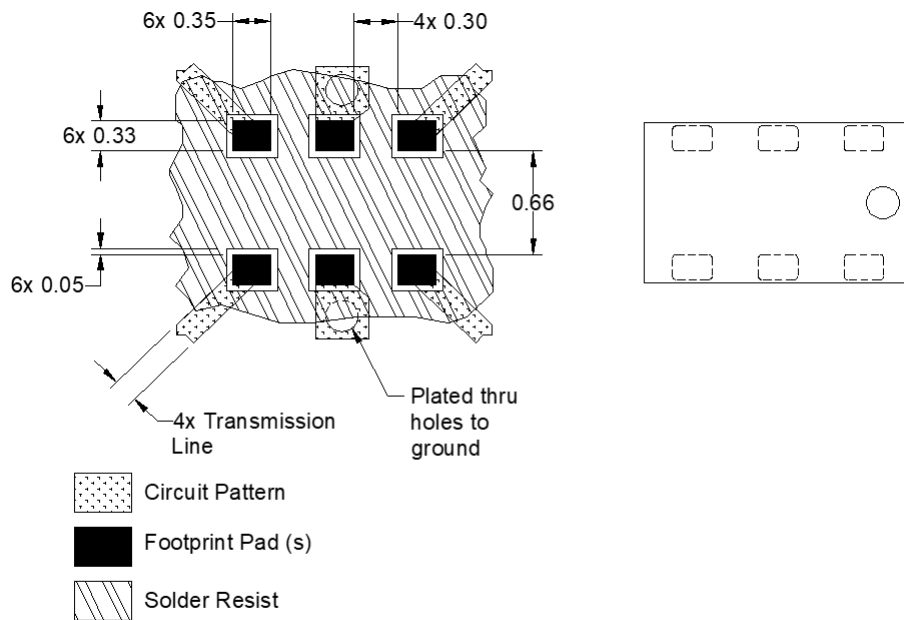 6x 0.35
4x 0.30
6x 0.33
0.66
6x 0.05
4x Transmission
Line
Plated thru
holes to
ground
Circuit Pattern
Footprint Pad (s)
Solder Resist